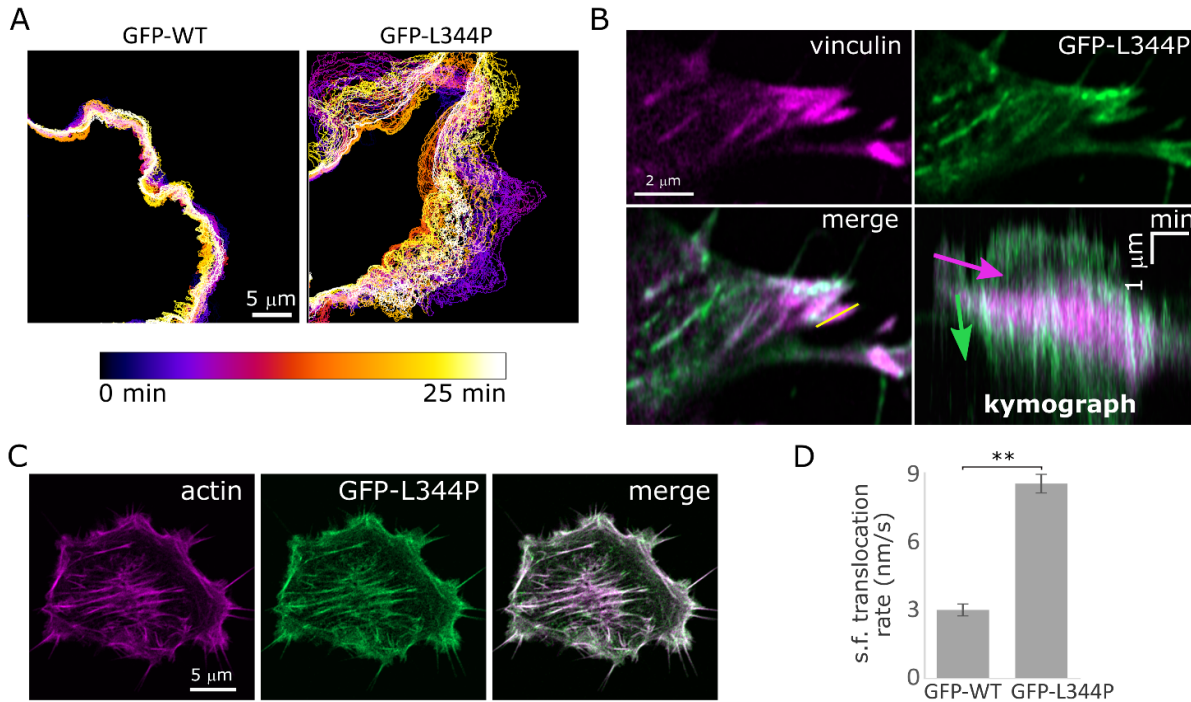 A
GFP-WT
GFP-L344P
5 μm
0 min
25 min
B
vinculin
GFP-L344P
2 μm
merge
min
1 μm
kymograph
C
actin
GFP-L344P
merge
5 μm
D
**
s.f. translocation
rate (nm/s)
9
6
3
0
GFP-WT
GFP-L344P